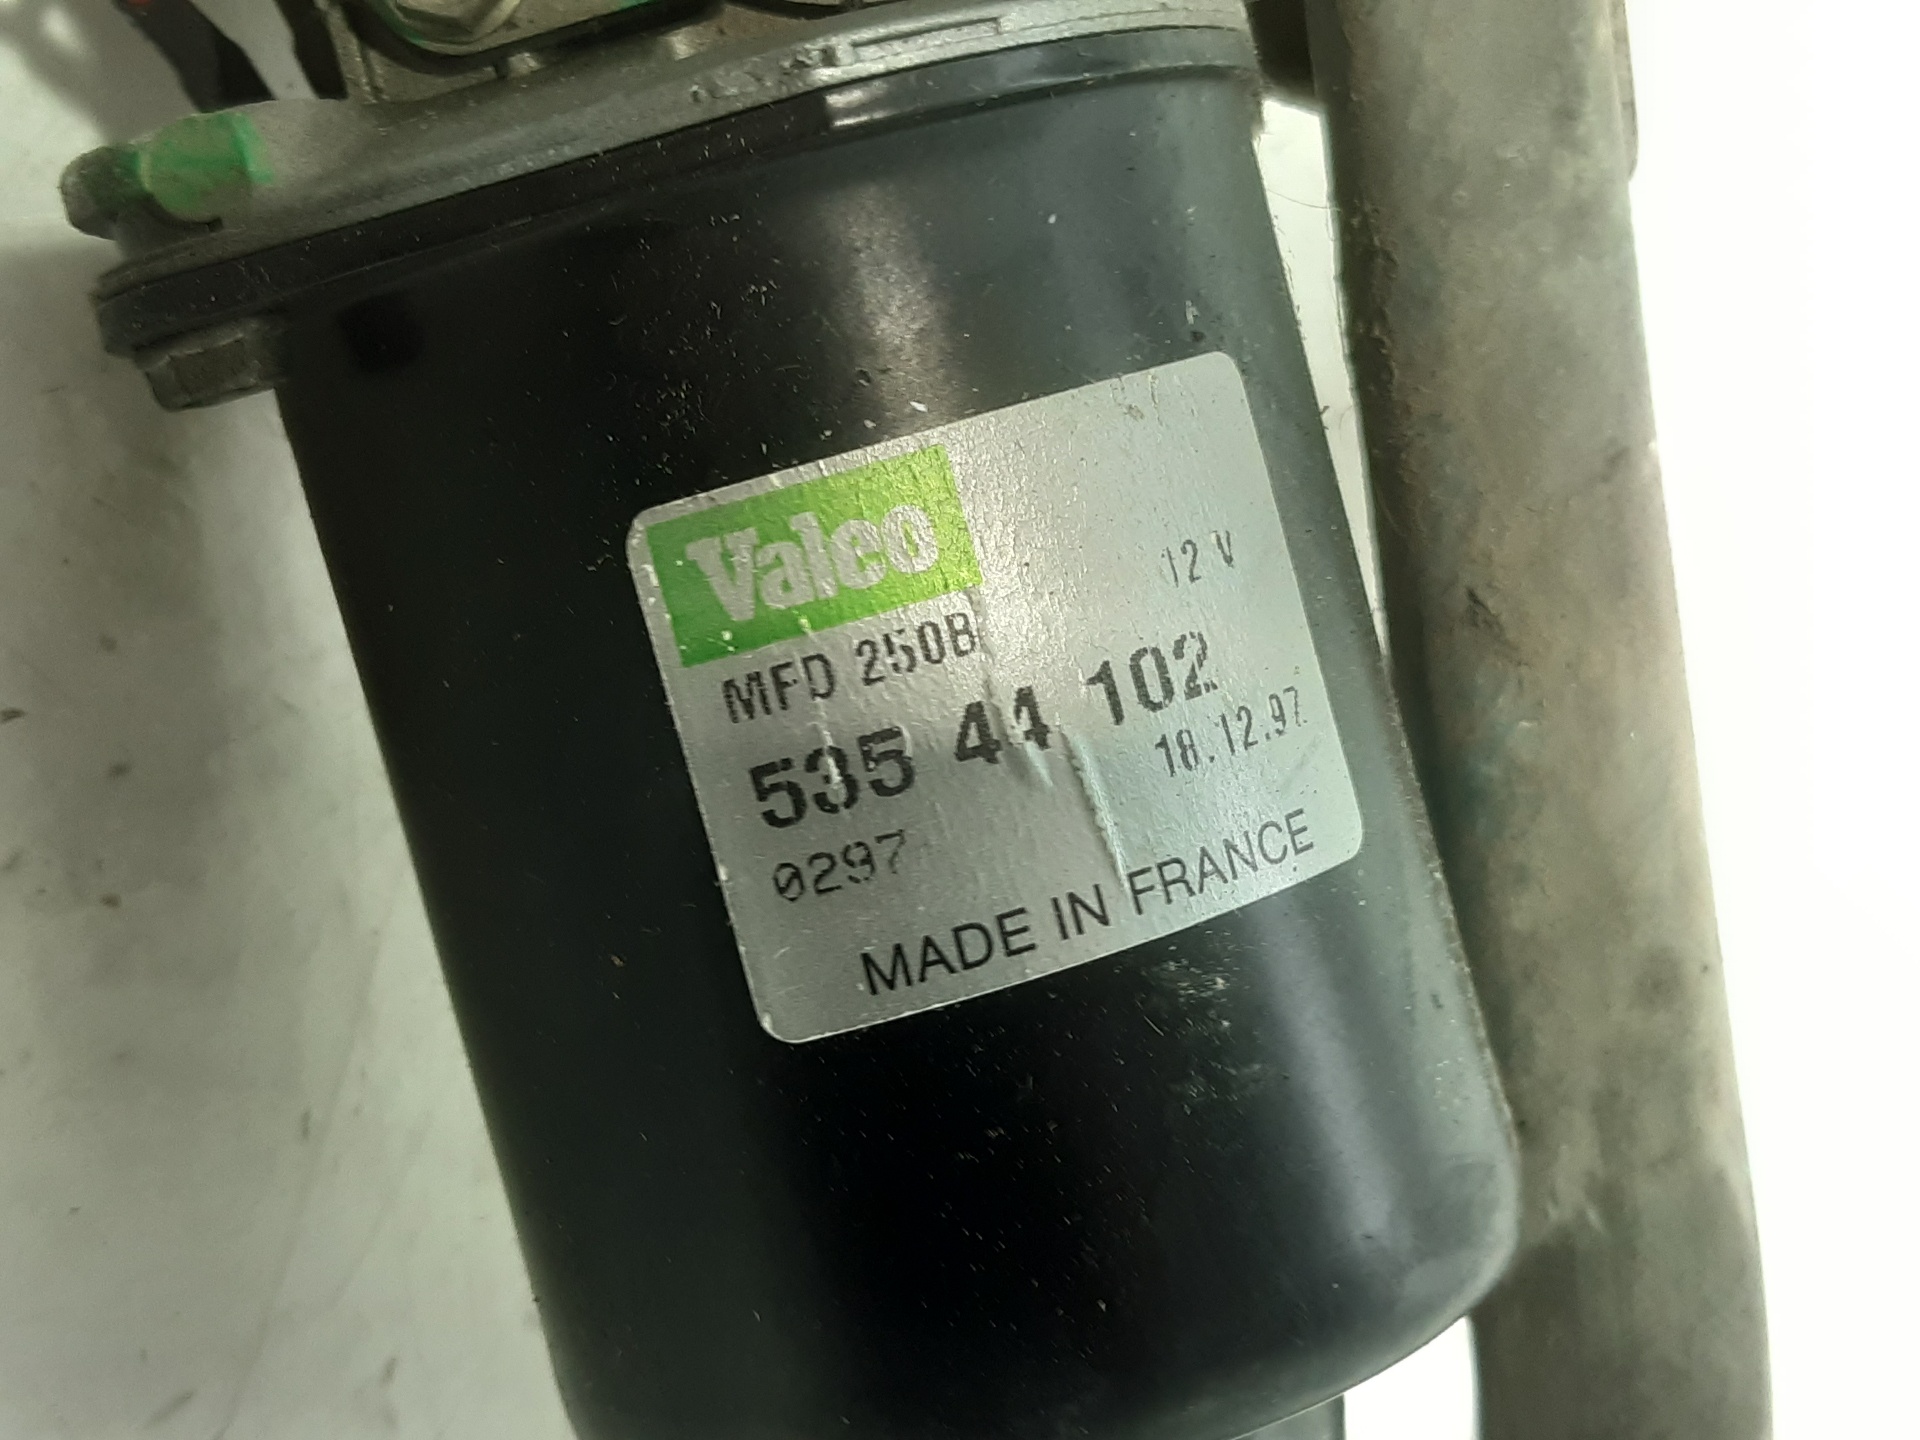 Valeo
12 V
MFD 250B
535 44 102
18.12.97
0297
MADE IN FRANCE